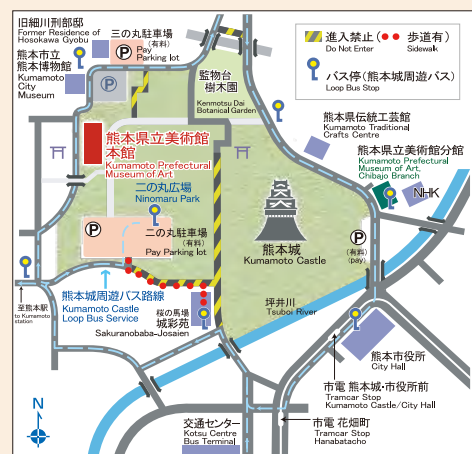 旧細川刑部邸
Former Residence of
Hosokawa Gyobu
三の丸駐車場
(有料)
Pay
Parking lot
P
熊本市立
熊本博物館
Kumamoto
City
Museum
P
監物台
樹木園
Kenmotsu Dai
Botanical Garden
進入禁止
Do Not Enter
歩道有
Sidewalk
バス停(熊本城周遊バス)
Loop Bus Stop
熊本県伝統工芸館
Kumamoto Traditional
Crafts Centre
熊本県立美術館分館
Kumamoto Prefectural
Museum of Art,
Chibajo Branch
NHK
熊本県立美術館
本館
Kumamoto Prefectural
Museum of Art
二の丸広場
Ninomaru Park
P
二の丸駐車場
(有料)
Pay Parking lot
熊本城
Kumamoto Castle
P
(有料)
(pay)
至熊本駅
to Kumamoto
station
熊本城周遊バス路線
Kumamoto Castle
Loop Bus Service
桜の馬場
城彩苑
Sakuranobaba-Josaien
坪井川
Tsuboi River
熊本市役所
City Hall
市電 熊本城・市役所前
Tramcar Stop
Kumamoto Castle/City Hall
市電 花畑町
Tramcar Stop
Hanabatacho
交通センター
Kotsu Centre
Bus Terminal
N